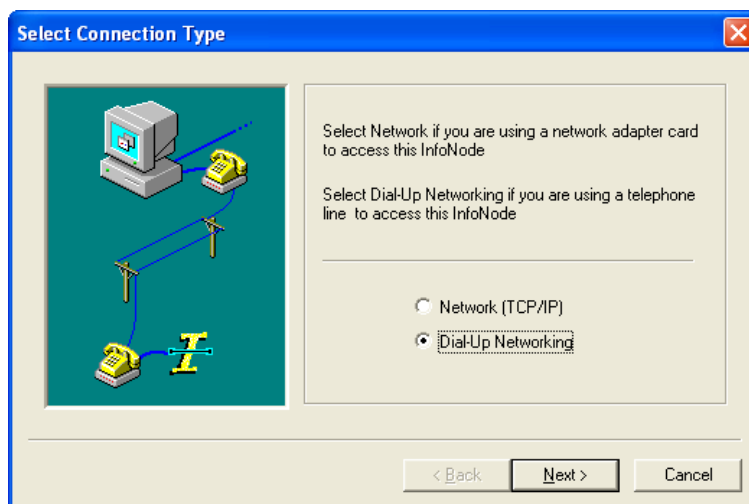 Select Connection Type
Select Network if you are using a network adapter card
to access this InfoNode
Select Dial-Up Networking if you are using a telephone
line to access this InfoNode
Network (TCP/IP)
Dial-Up Networking
I
< Back
Next >
Cancel